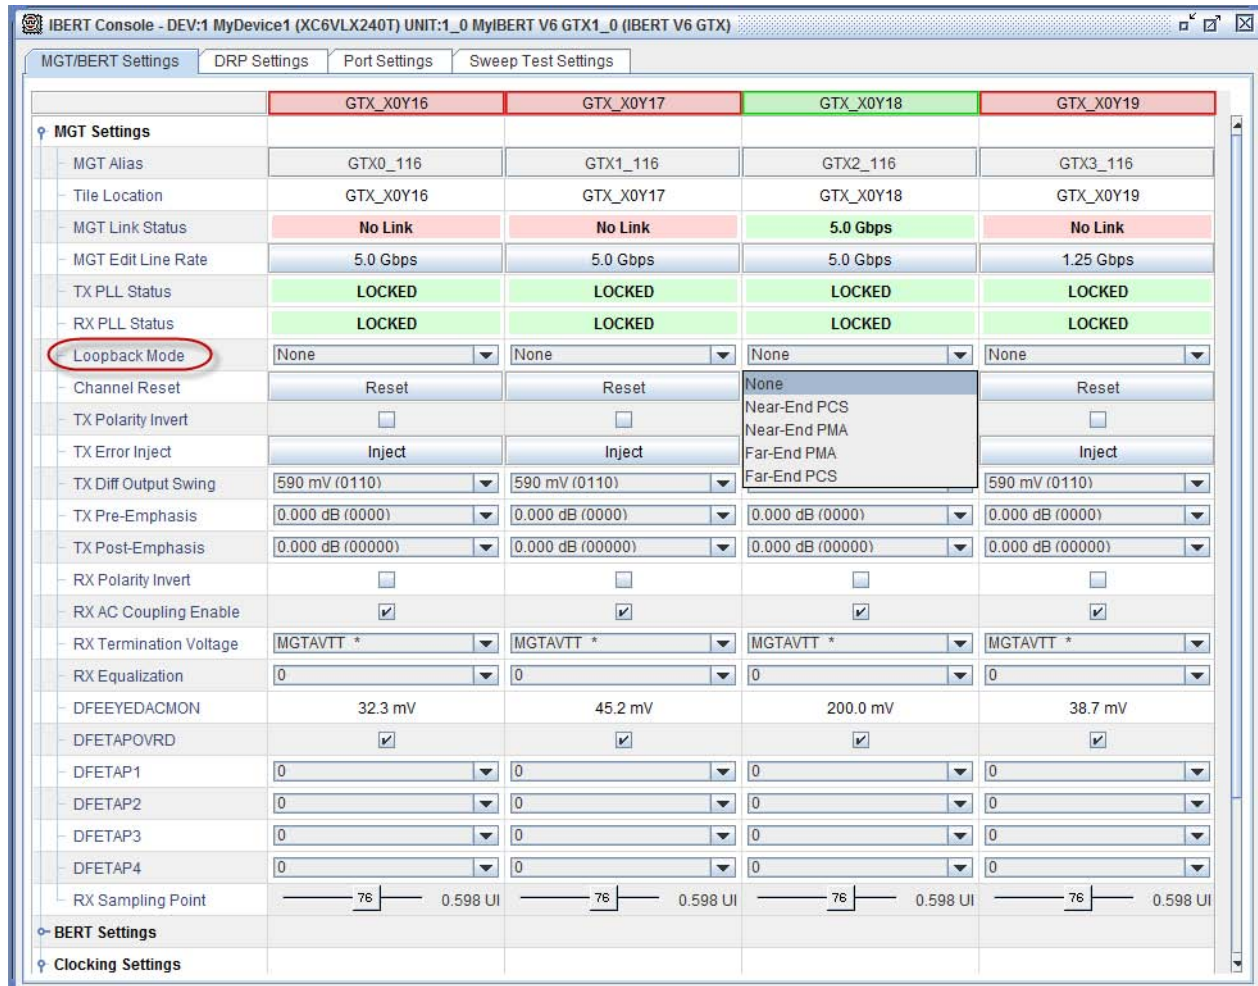 IBERT Console - DEV:1 MyDevice1 (XC6VLX240T) UNIT:1_0 MyIBERT V6 GTX1_0 (IBERT V6 GTX)
MGT/BERT Settings DRP Settings Port Settings Sweep Test Settings
GTX_X0Y16 GTX_X0Y17 GTX_X0Y18 GTX_X0Y19
MGT Settings
MGT Alias GTX0_116 GTX1_116 GTX2_116 GTX3_116
Tile Location GTX_X0Y16 GTX_X0Y17 GTX_X0Y18 GTX_X0Y19
MGT Link Status No Link No Link 5.0 Gbps No Link
MGT Edit Line Rate 5.0 Gbps 5.0 Gbps 5.0 Gbps 1.25 Gbps
TX PLL Status LOCKED LOCKED LOCKED LOCKED
RX PLL Status LOCKED LOCKED LOCKED LOCKED
Loopback Mode None None None None
Channel Reset Reset Reset None Reset
Near-End PCS
TX Polarity Invert Near-End PMA
TX Error Inject Inject Inject Far-End PMA Inject
Far-End PCS
TX Diff Output Swing 590 mV (0110) 590 mV (0110) 590 mV (0110)
TX Pre-Emphasis 0.000 dB (0000) 0.000 dB (0000) 0.000 dB (0000) 0.000 dB (0000)
TX Post-Emphasis 0.000 dB (00000) 0.000 dB (00000) 0.000 dB (00000) 0.000 dB (00000)
RX Polarity Invert
RX AC Coupling Enable
RX Termination Voltage MGTAVTT * MGTAVTT * MGTAVTT * MGTAVTT *
RX Equalization 0 0 0 0
DFEEYEDACMON 32.3 mV 45.2 mV 200.0 mV 38.7 mV
DFETAPOVRD
DFETAP1 0 0 0 0
DFETAP2 0 0 0 0
DFETAP3 0 0 0 0
DFETAP4 0 0 0 0
RX Sampling Point 76 0.598 UI 76 0.598 UI 76 0.598 UI 76 0.598 UI
BERT Settings
Clocking Settings